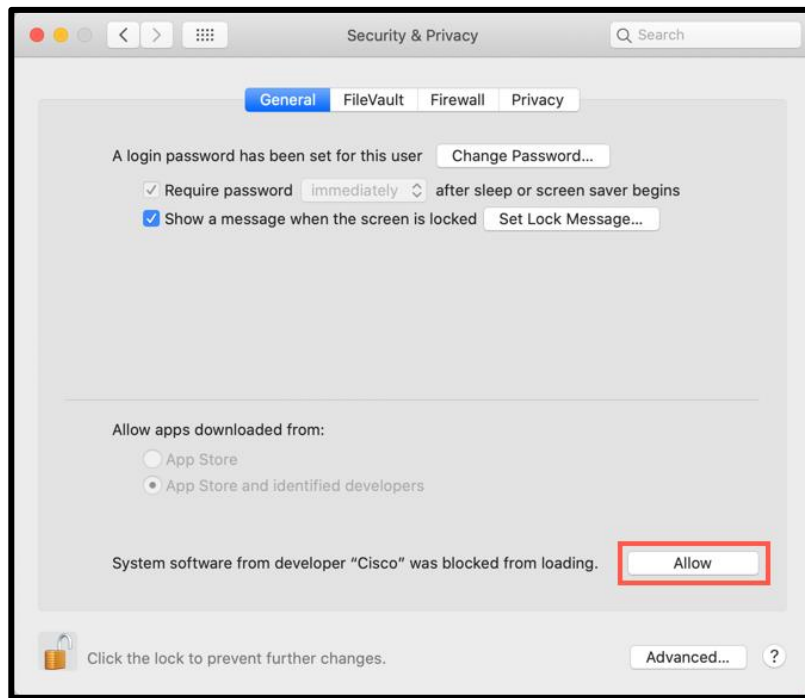 Security & Privacy
Search
General FileVault Firewall Privacy
A login password has been set for this user Change Password...
Require password immediately after sleep or screen saver begins
Show a message when the screen is locked Set Lock Message...
Allow apps downloaded from:
App Store
App Store and identified developers
System software from developer “Cisco” was blocked from loading. Allow
Click the lock to prevent further changes. Advanced... ?